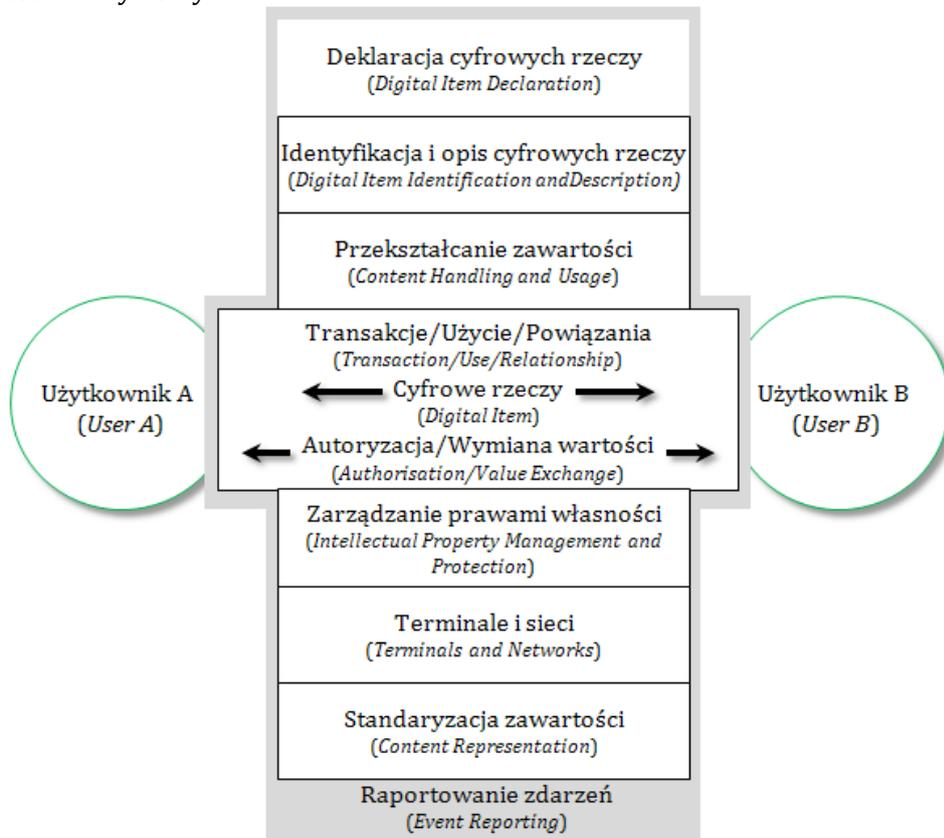 Deklaracja cyfrowych rzeczy
(Digital Item Declaration)
Identyfikacja i opis cyfrowych rzeczy
(Digital Item Identification andDescription)
Przekształcanie zawartości
(Content Handling and Usage)
Transakcje/Użycie/Powiązania
(Transaction/Use/Relationship)
Użytkownik A
(User A)
Cyfrowe rzeczy
(Digital Item)
Użytkownik B
(User B)
Autoryzacja/Wymiana wartości
(Authorisation/Value Exchange)
Zarządzanie prawami własności
(Intellectual Property Management and
Protection)
Terminale i sieci
(Terminals and Networks)
Standaryzacja zawartości
(Content Representation)
Raportowanie zdarzeń
(Event Reporting)